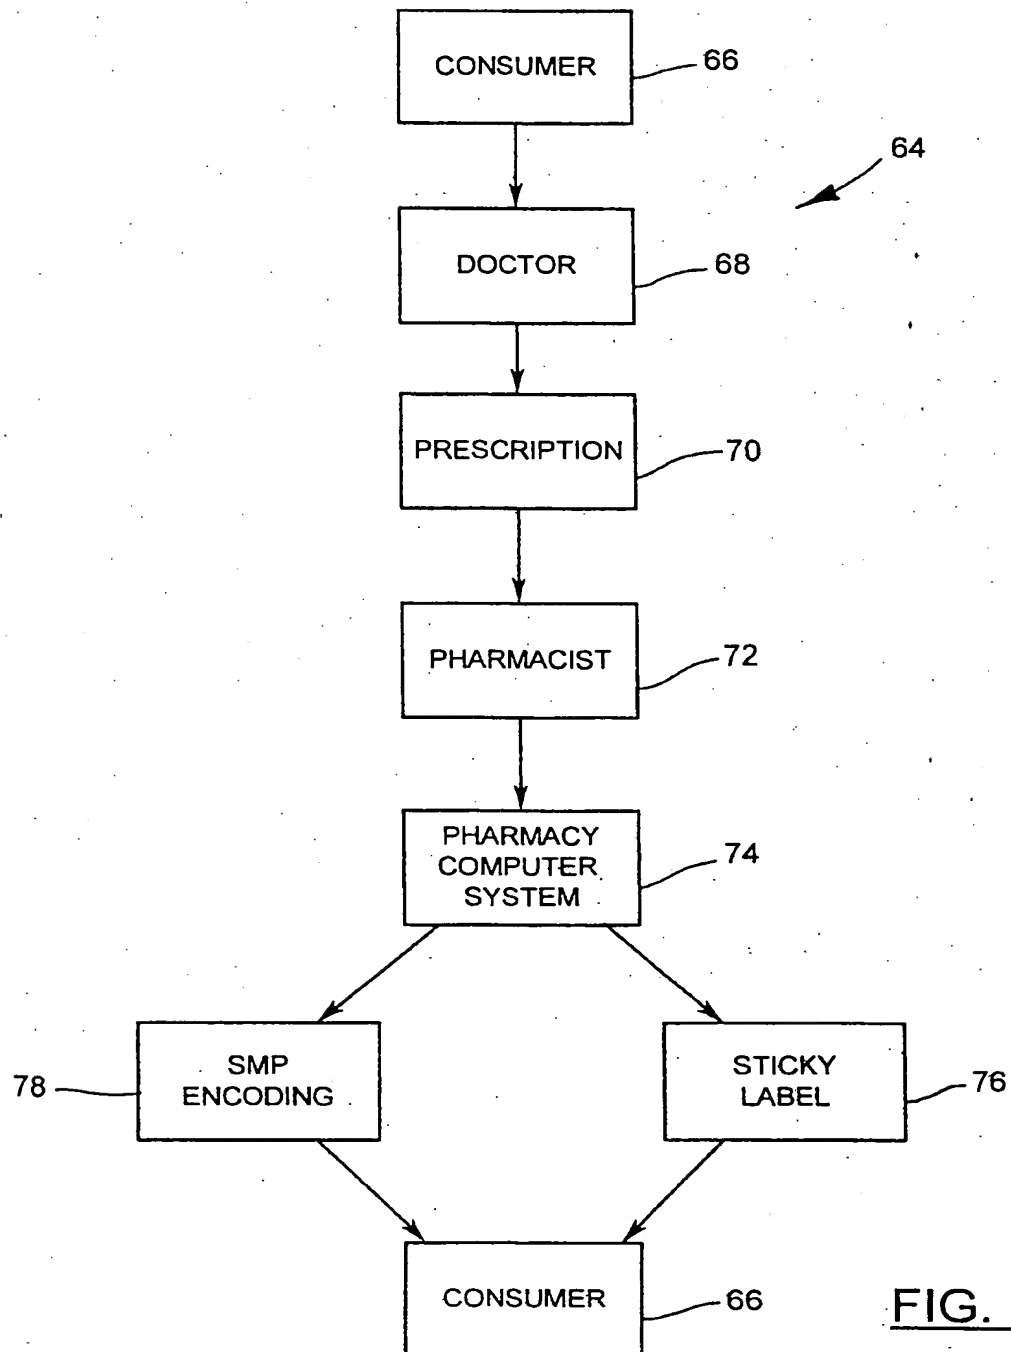 CONSUMER
66
64
DOCTOR
68
PRESCRIPTION
70
PHARMACIST
72
PHARMACY
COMPUTER
SYSTEM
74
SMP
ENCODING
78
STICKY
LABEL
76
CONSUMER
66
FIG.